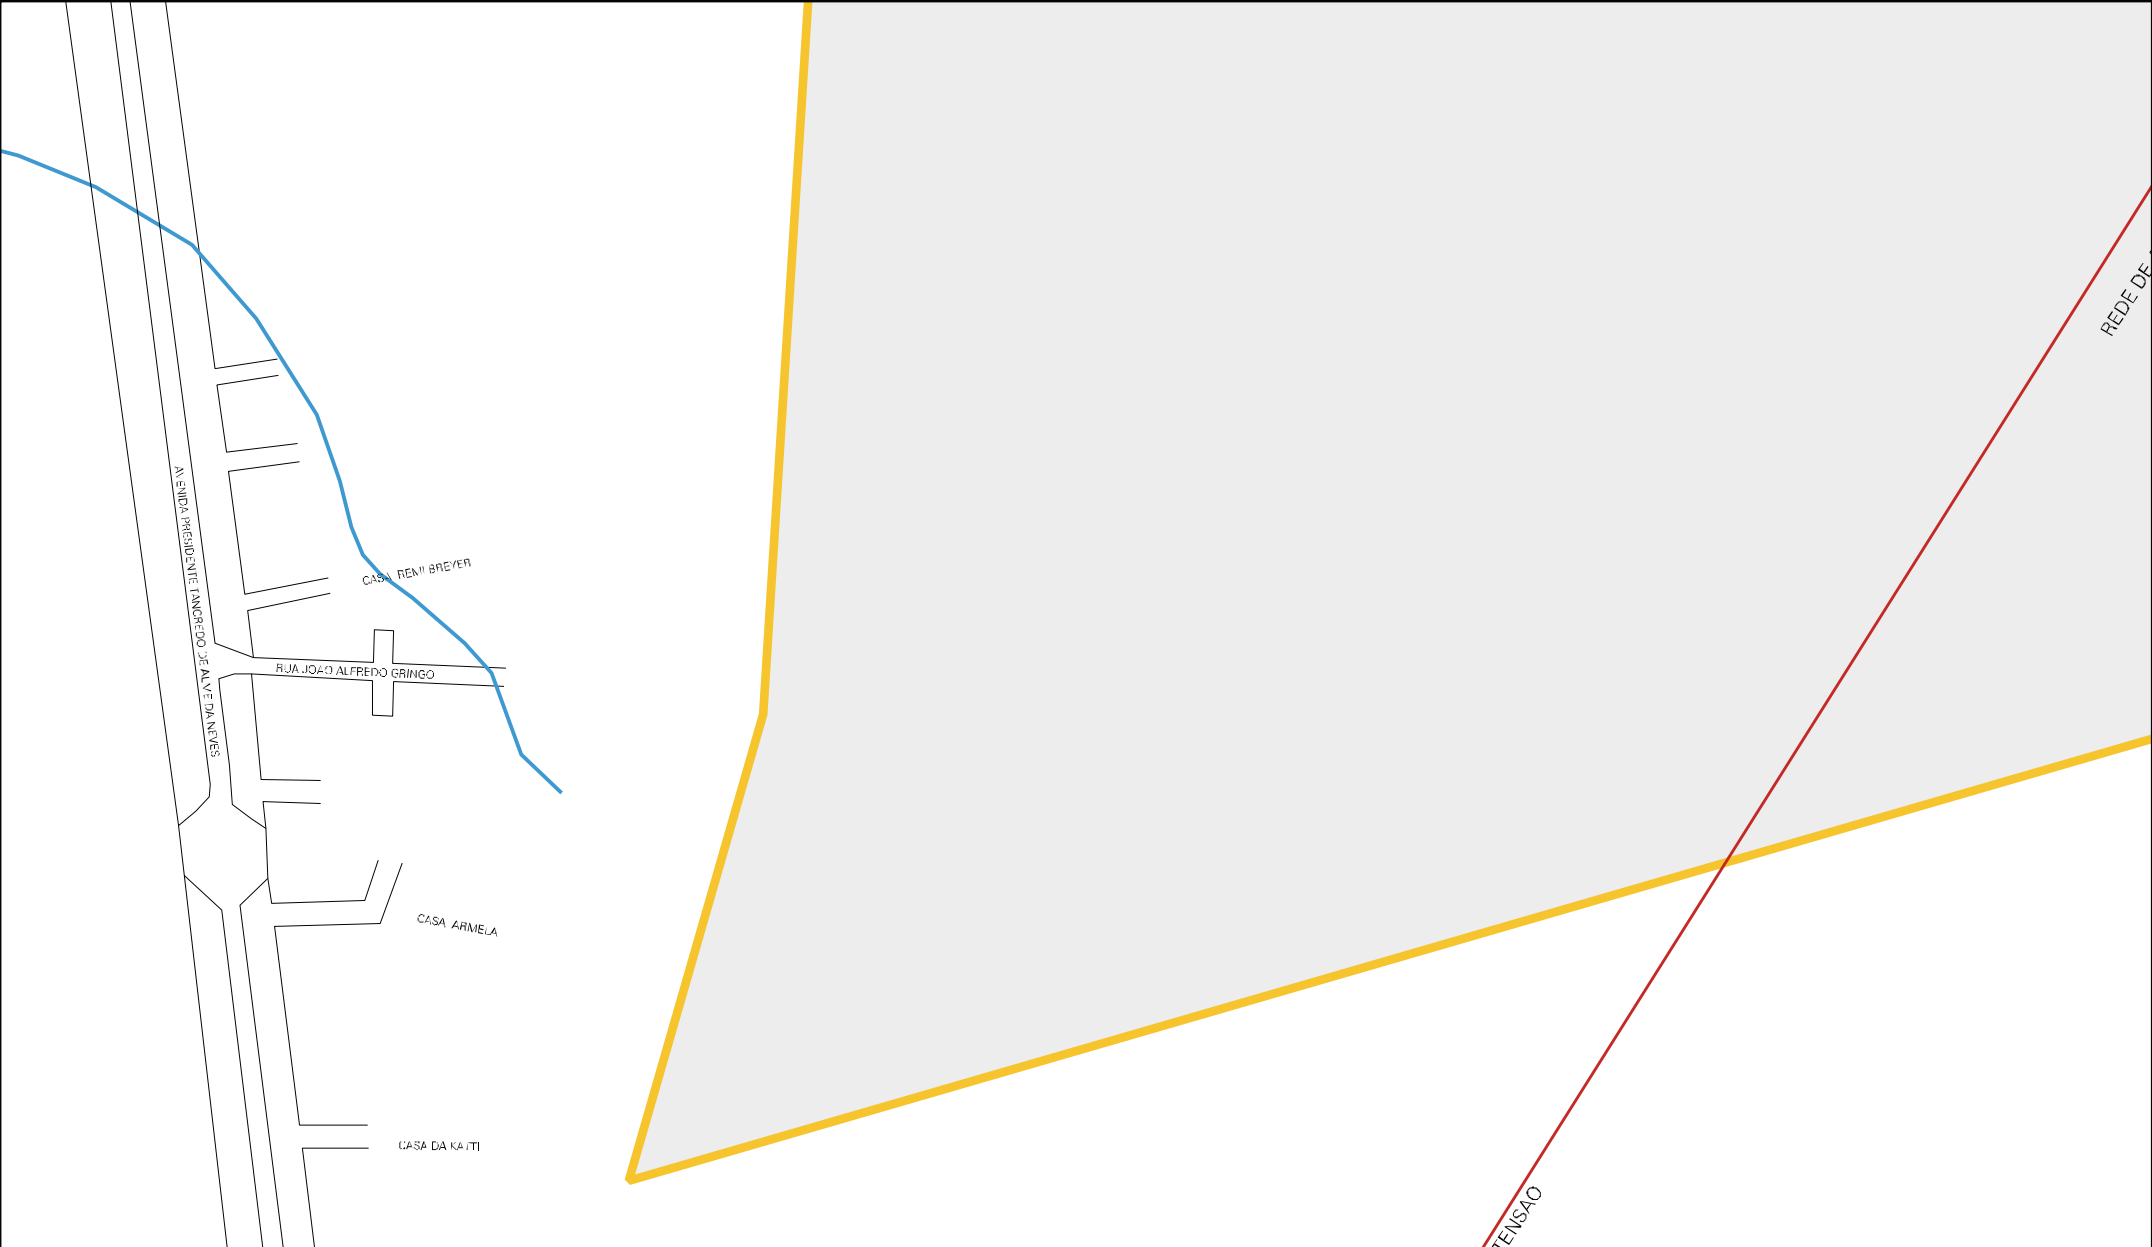 REDE DE
AVENIDA PRESIDENTE TANCREDO DE ALVE DA NEVES
CASA REMI BREYER
RUA JOAO ALFREDO GRINGO
CASA ARMELA
CASA DA KATTI
TENSAO